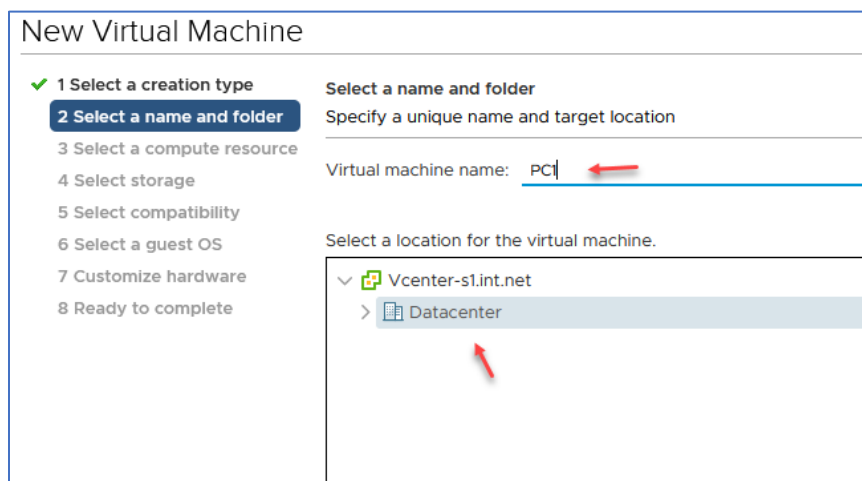 New Virtual Machine
1 Select a creation type
2 Select a name and folder
3 Select a compute resource
4 Select storage
5 Select compatibility
6 Select a guest OS
7 Customize hardware
8 Ready to complete
Select a name and folder
Specify a unique name and target location
Virtual machine name: PC1
Select a location for the virtual machine.
Vcenter-s1.int.net
Datacenter